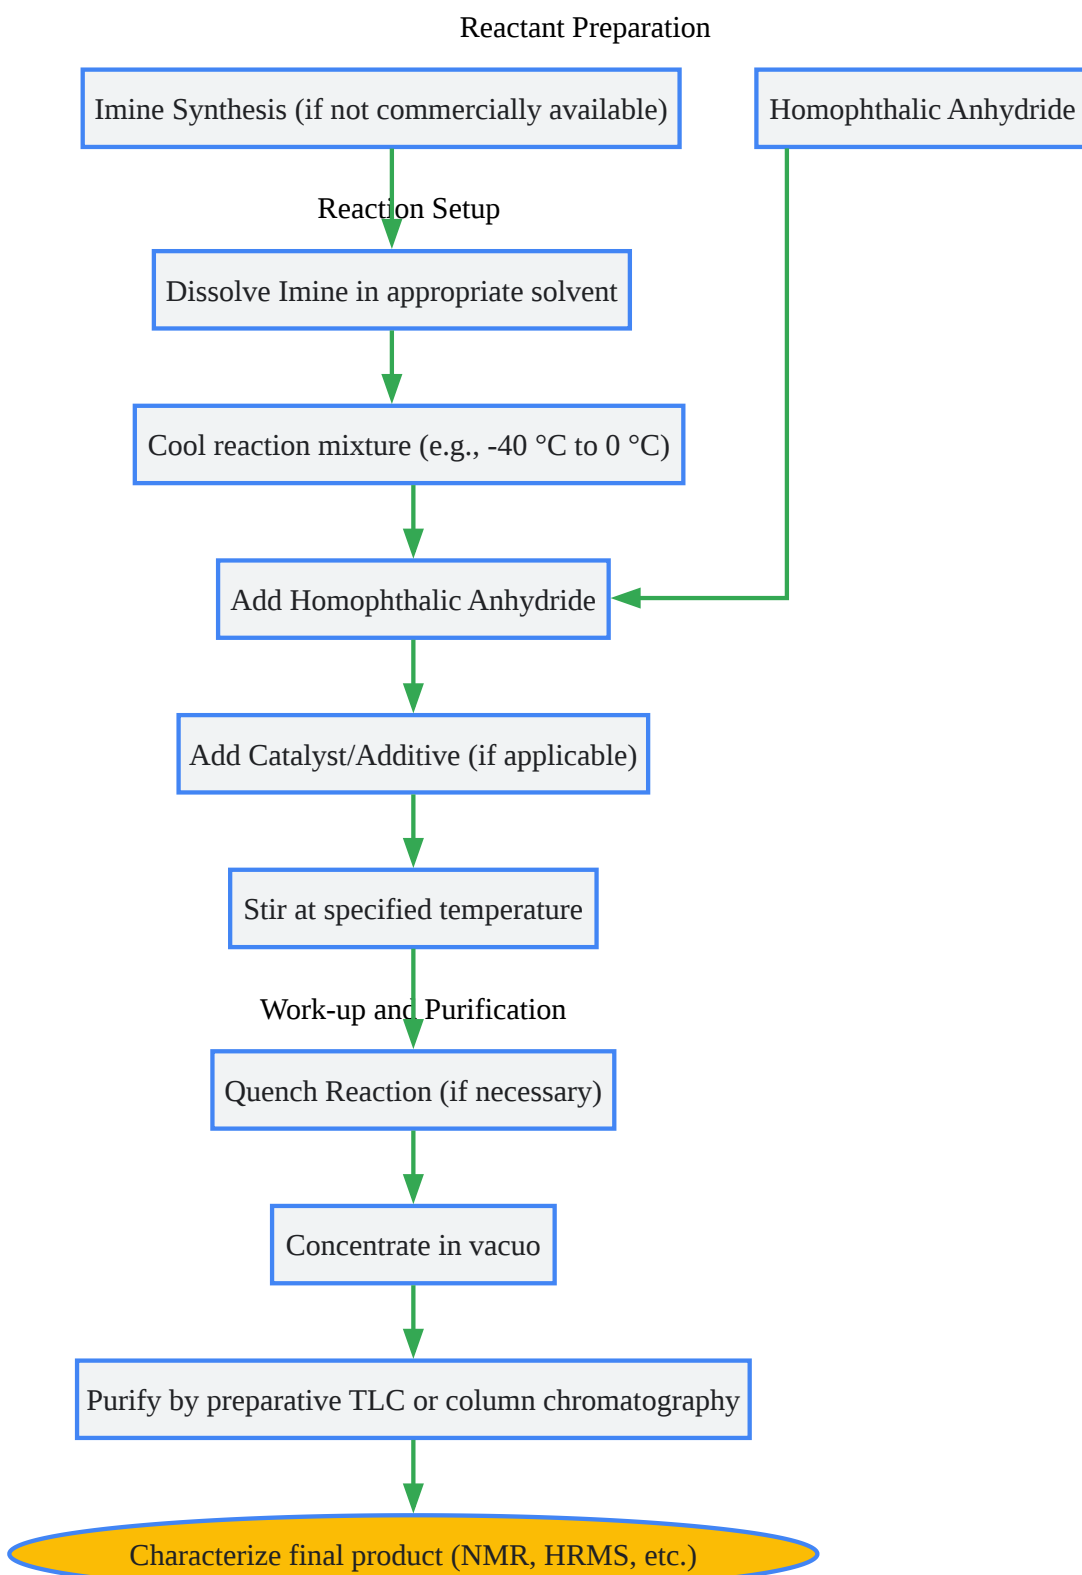 Reactant Preparation
Imine Synthesis (if not commercially available)
Homophthalic Anhydride
Reaction Setup
Dissolve Imine in appropriate solvent
Cool reaction mixture (e.g., -40 °C to 0 °C)
Add Homophthalic Anhydride
Add Catalyst/Additive (if applicable)
Stir at specified temperature
Work-up and Purification
Quench Reaction (if necessary)
Concentrate in vacuo
Purify by preparative TLC or column chromatography
Characterize final product (NMR, HRMS, etc.)